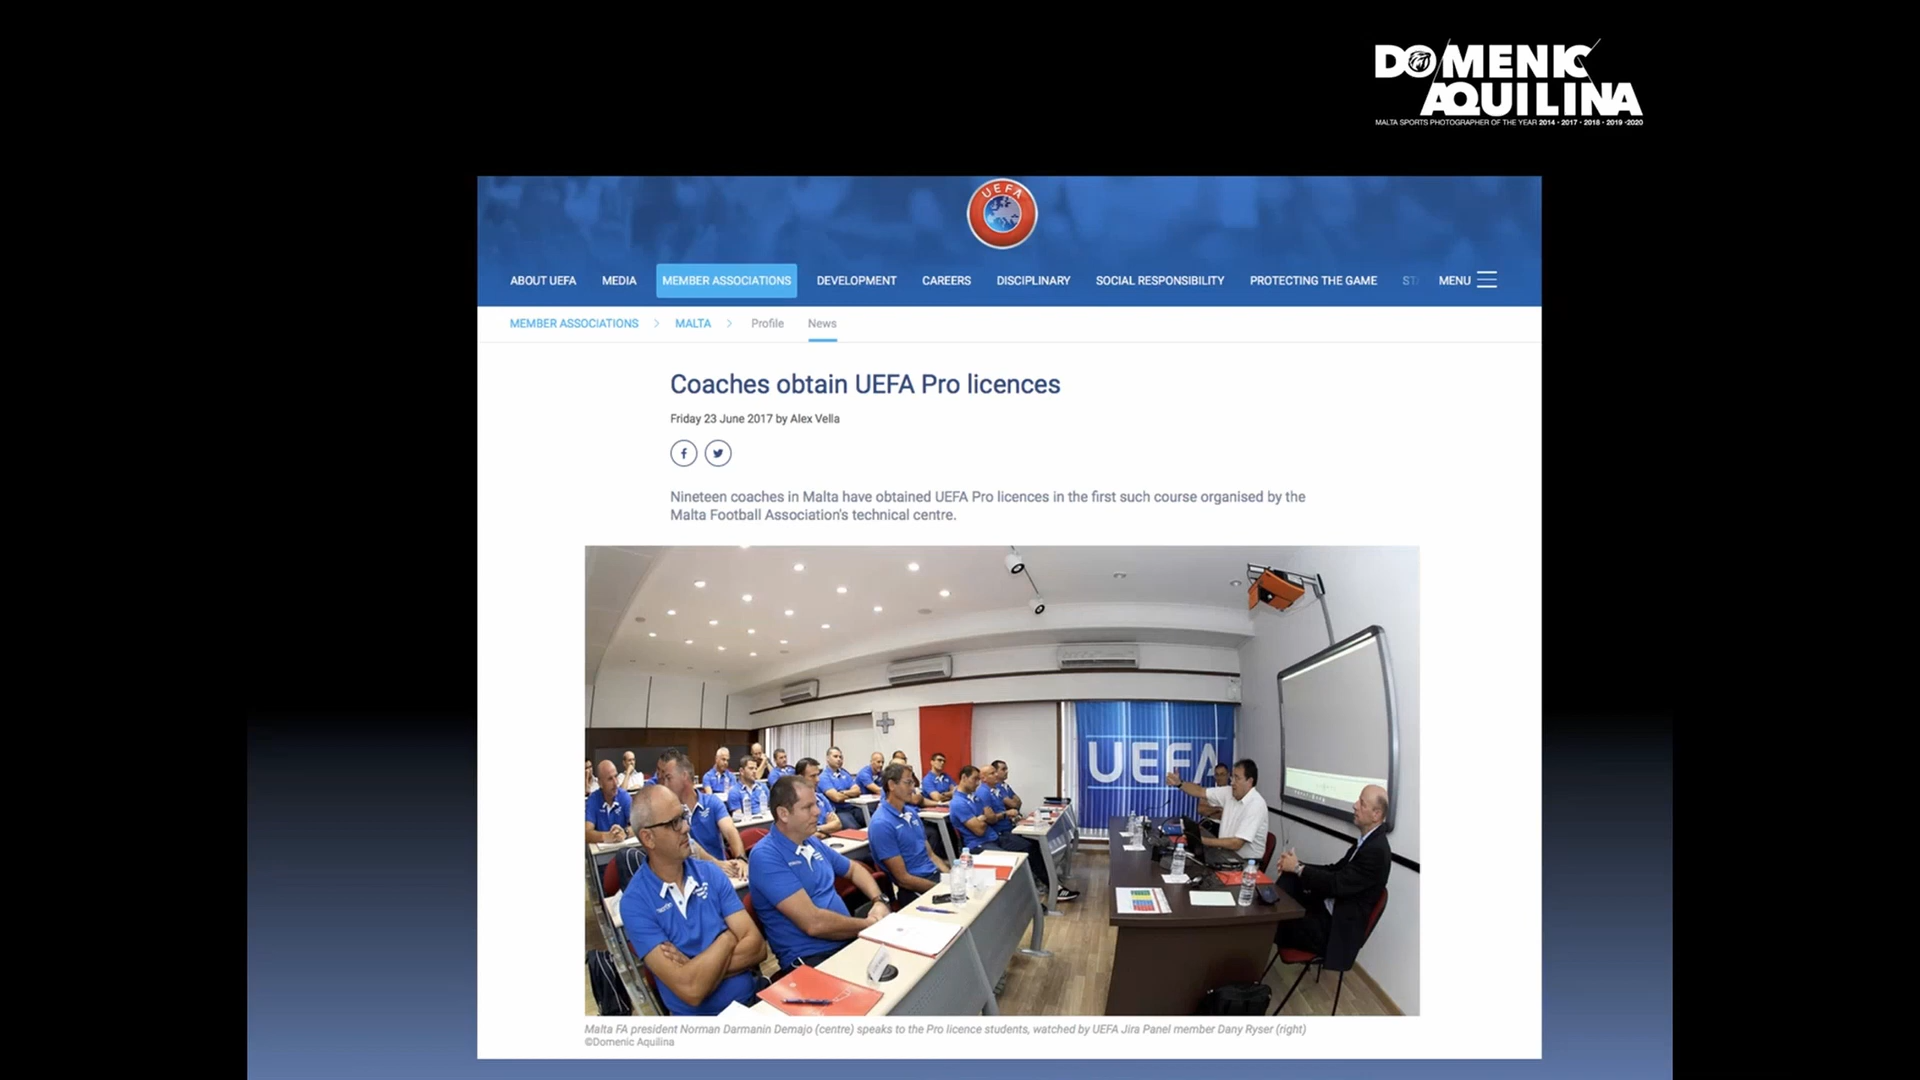 DOMENIC
AQUILINA
MALTA SPORTS PHOTOGRAPHER OF THE YEAR 2014 • 2017 • 2018 • 2019 •2020
UEFA
ABOUT UEFA MEDIA MEMBER ASSOCIATIONS DEVELOPMENT CAREERS DISCIPLINARY SOCIAL RESPONSIBILITY PROTECTING THE GAME ST MENU
MEMBER ASSOCIATIONS > MALTA > Profile News
Coaches obtain UEFA Pro licences
Friday 23 June 2017 by Alex Vella
Nineteen coaches in Malta have obtained UEFA Pro licences in the first such course organised by the
Malta Football Association's technical centre.
UEFA
Malta FA president Norman Darmanin Demajo (centre) speaks to the Pro licence students, watched by UEFA Jira Panel member Dany Ryser (right)
©Domenic Aquilina